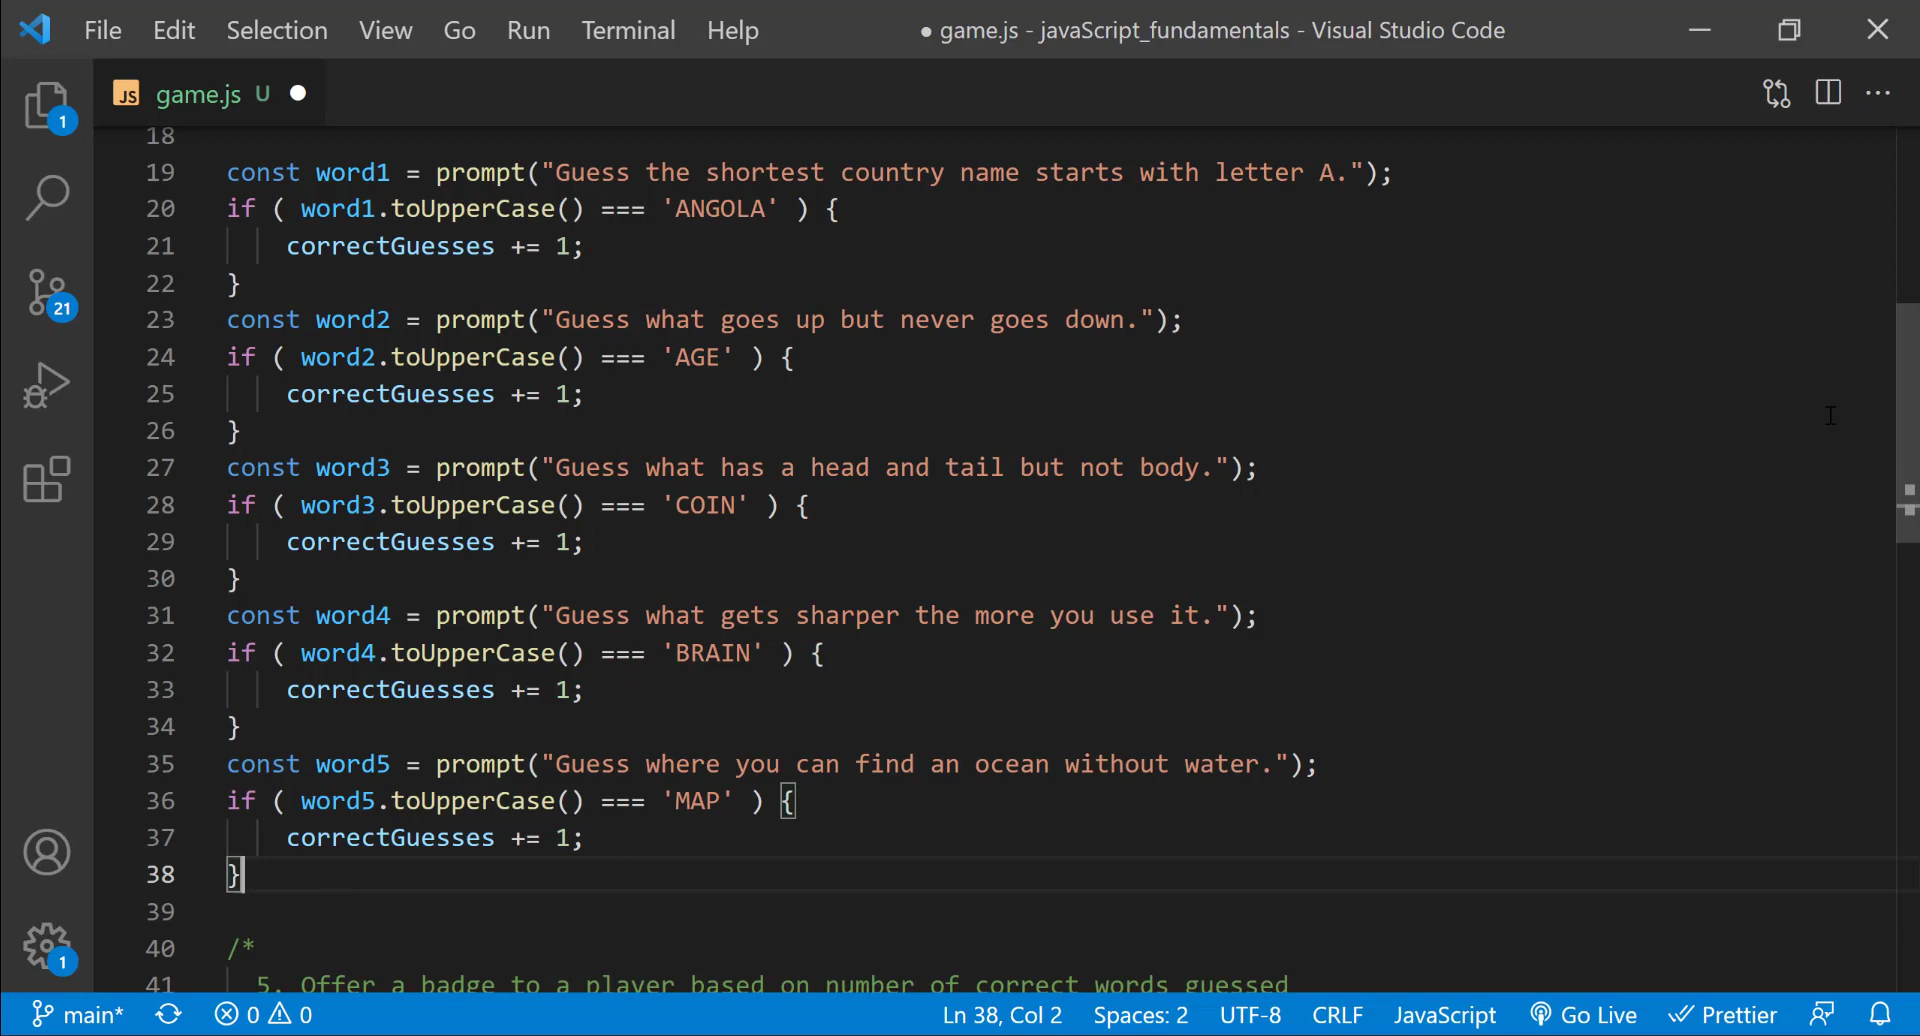 File Edit Selection View Go Run Terminal Help ● game.js - javaScript_fundamentals - Visual Studio Code
JS game.js U ●
1
21
1
18
19 const word1 = prompt("Guess the shortest country name starts with letter A.");
20 if ( word1.toUpperCase() === 'ANGOLA' ) {
21 correctGuesses += 1;
22 }
23 const word2 = prompt("Guess what goes up but never goes down.");
24 if ( word2.toUpperCase() === 'AGE' ) {
25 correctGuesses += 1;
26 }
27 const word3 = prompt("Guess what has a head and tail but not body.");
28 if ( word3.toUpperCase() === 'COIN' ) {
29 correctGuesses += 1;
30 }
31 const word4 = prompt("Guess what gets sharper the more you use it.");
32 if ( word4.toUpperCase() === 'BRAIN' ) {
33 correctGuesses += 1;
34 }
35 const word5 = prompt("Guess where you can find an ocean without water.");
36 if ( word5.toUpperCase() === 'MAP' ) {
37 correctGuesses += 1;
38 }
39
40 /*
41 5. Offer a badge to a player based on number of correct words guessed
main* 0 0 Ln 38, Col 2 Spaces: 2 UTF-8 CRLF JavaScript Go Live Prettier